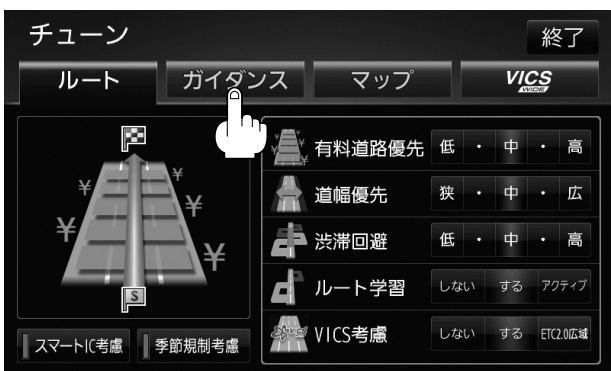 チューン 終了
ルート ガイダンス マップ VICS WIDE
有料道路優先 低 ・ 中 ・ 高
¥ ¥ 道幅優先 狭 ・ 中 ・ 広
¥ ¥ 渋滞回避 低 ・ 中 ・ 高
¥ ¥ ルート学習 しない する アクティブ
S
スマートIC考慮 季節規制考慮 VICS考慮 しない する ETC2.0広域